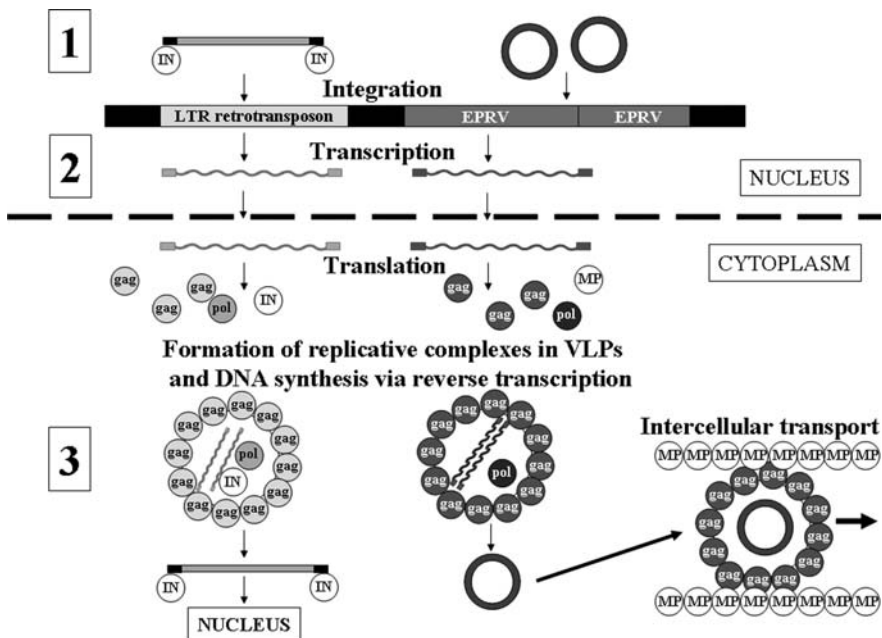 1
IN IN
Integration
LTR retrotransposon EPRV EPRV
2
Transcription
NUCLEUS
Translation
CYTOPLASM
gag gag gag pol IN
gag gag gag pol MP
Formation of replicative complexes in VLPs
and DNA synthesis via reverse transcription
3
gag gag gag gag gag gag gag gag gag gag gag gag
pol
IN
gag gag gag gag gag gag gag gag gag gag gag gag
pol
Intercellular transport
MP MP MP MP MP MP MP MP
gag gag gag gag gag gag gag gag gag gag gag gag
MP MP MP MP MP MP MP MP
IN IN
NUCLEUS